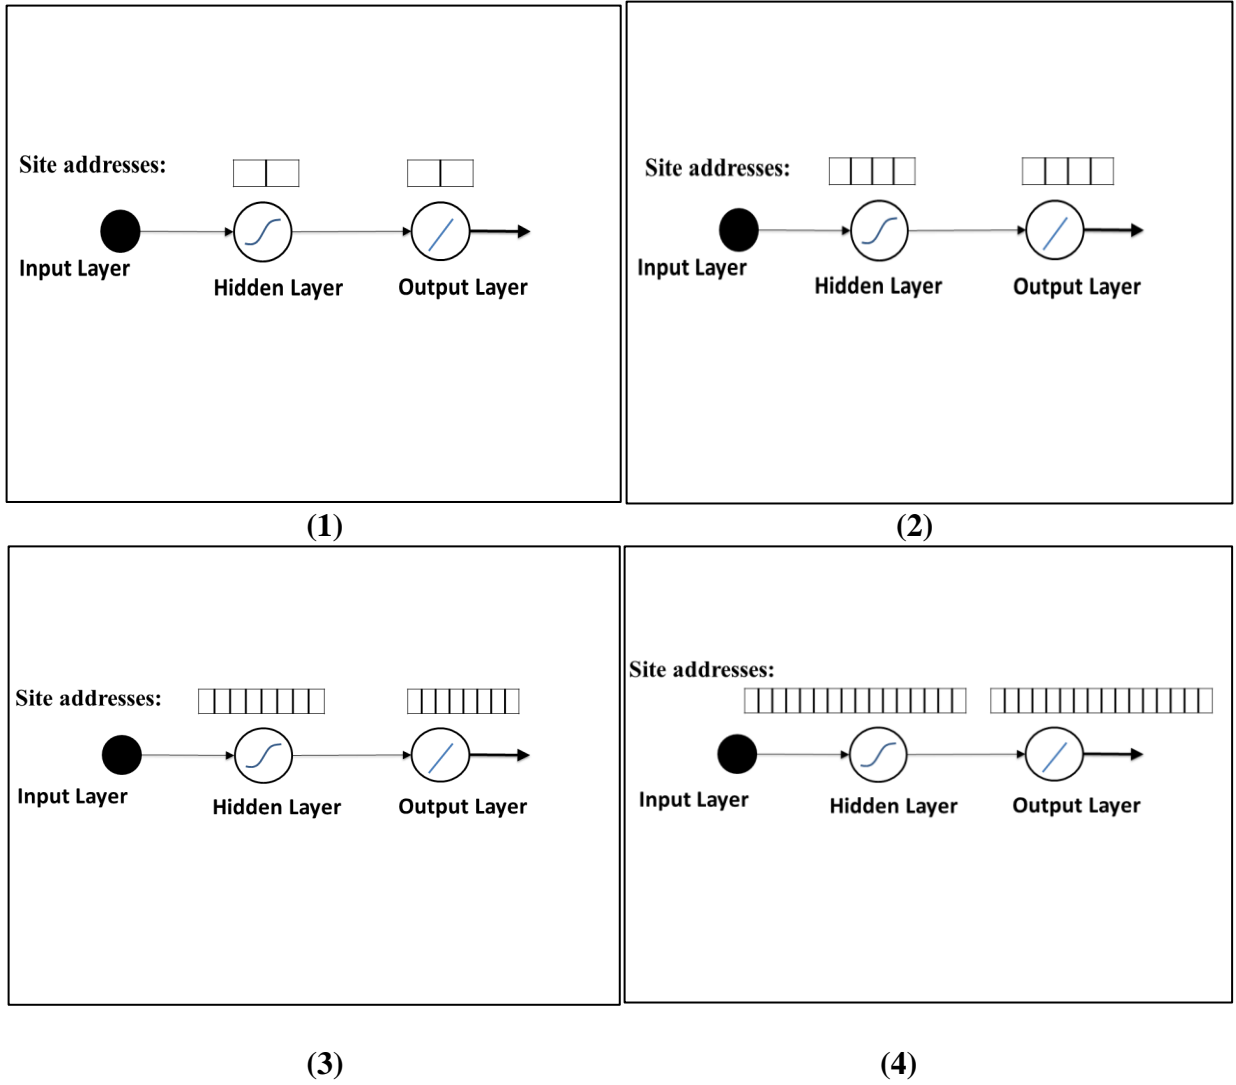 Site addresses:
Input Layer
Hidden Layer
Output Layer
(1)
Site addresses:
Input Layer
Hidden Layer
Output Layer
(2)
Site addresses:
Input Layer
Hidden Layer
Output Layer
(3)
Site addresses:
Input Layer
Hidden Layer
Output Layer
(4)